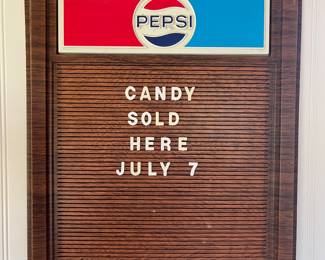 PEPSI
CANDY
SOLD
HERE
JULY 7